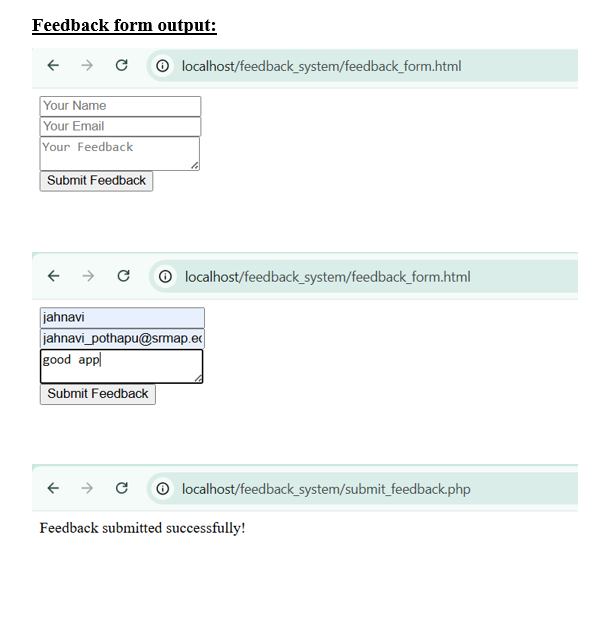 Feedback form output:
localhost/feedback_system/feedback_form.html
Your Name
Your Email
Your Feedback
Submit Feedback
localhost/feedback_system/feedback_form.html
jahnavi
jahnavi_pothapu@srmap.ec
good app
Submit Feedback
localhost/feedback_system/submit_feedback.php
Feedback submitted successfully!